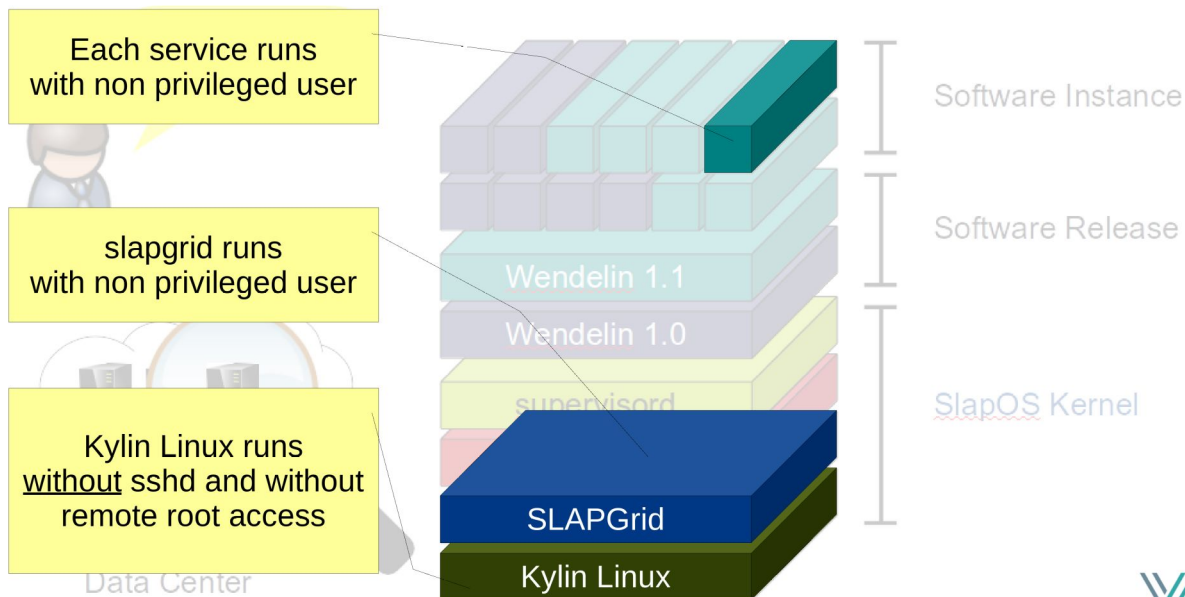 Each service runs
with non privileged user
slapgrid runs
with non privileged user
Kylin Linux runs
without sshd and without
remote root access
Data Center
Wendelin 1.1
Wendelin 1.0
supervisord
SLAPGrid
Kylin Linux
Software Instance
Software Release
SlapOS Kernel